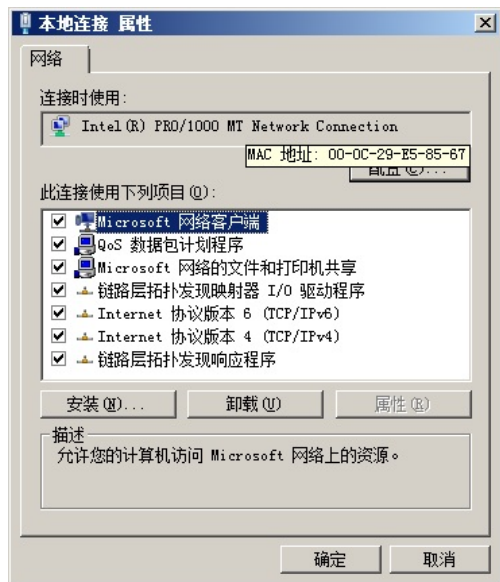 本地连接 属性
网络
连接时使用:
Intel(R) PRO/1000 MT Network Connection
MAC 地址: 00-0C-29-E5-85-67
配置(C)...
此连接使用下列项目(O):
Microsoft 网络客户端
QoS 数据包计划程序
Microsoft 网络的文件和打印机共享
链路层拓扑发现映射器 I/O 驱动程序
Internet 协议版本 6 (TCP/IPv6)
Internet 协议版本 4 (TCP/IPv4)
链路层拓扑发现响应程序
安装(N)...
卸载(U)
属性(R)
描述
允许您的计算机访问 Microsoft 网络上的资源。
确定
取消